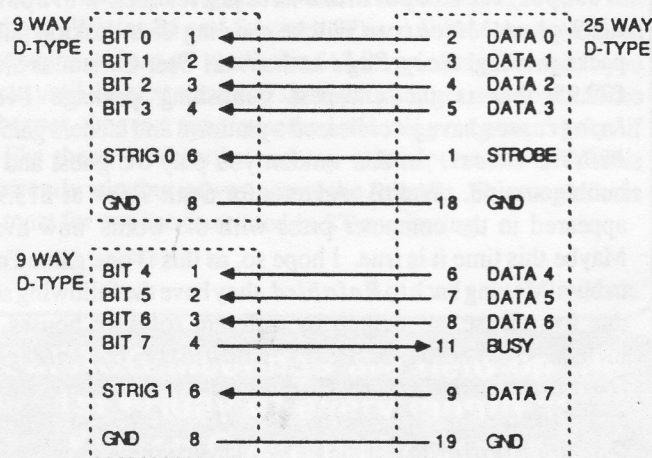 9 WAY D-TYPE 25 WAY D-TYPE
BIT 0 1 2 DATA 0
BIT 1 2 3 DATA 1
BIT 2 3 4 DATA 2
BIT 3 4 5 DATA 3
STRIG 0 6 1 STROBE
GND 8 18 GND
9 WAY D-TYPE
BIT 4 1 6 DATA 4
BIT 5 2 7 DATA 5
BIT 6 3 8 DATA 6
BIT 7 4 11 BUSY
STRIG 1 6 9 DATA 7
GND 8 19 GND